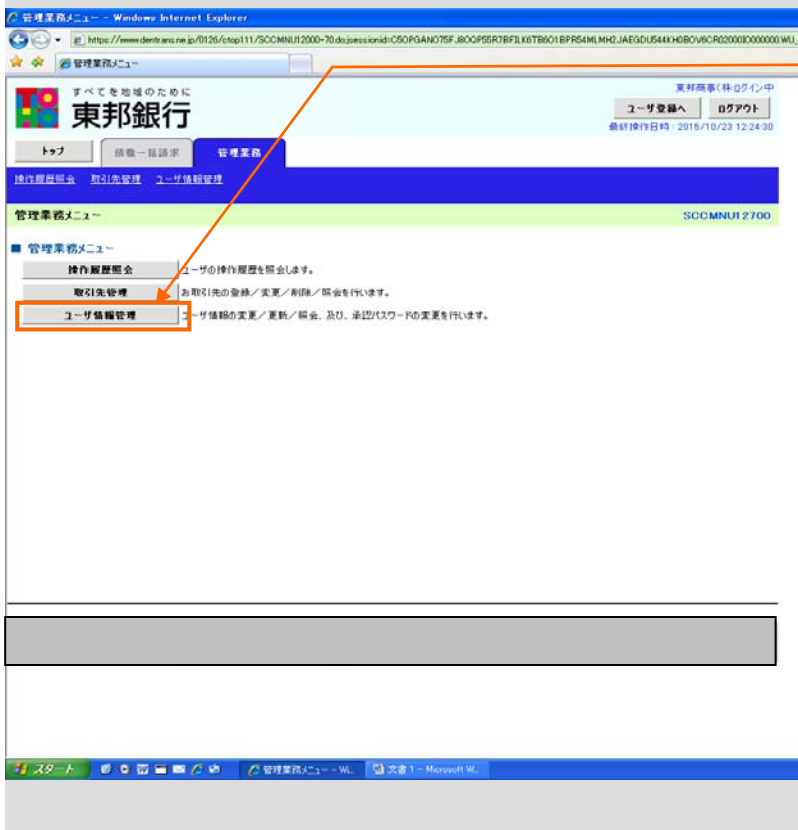 管理業務メニュー - Windows Internet Explorer
管理業務メニュー
すべてを地域のために
東邦銀行
東邦商事(株:ログイン中
ユーザ登録へ ログアウト
最終操作日時:2015/10/23 12:24:30
トップ 債権一括請求 管理業務
操作履歴照会 取引先管理 ユーザ情報管理
管理業務メニュー SCCMNU12700
■ 管理業務メニュー
操作履歴照会 ユーザの操作履歴を照会します。
取引先管理 お取引先の登録/変更/削除/照会を行います。
ユーザ情報管理 ユーザ情報の変更/更新/照会、及び、承認パスワードの変更を行います。
スタート 管理業務メニュー - Wi... 文書 1 - Microsoft W...